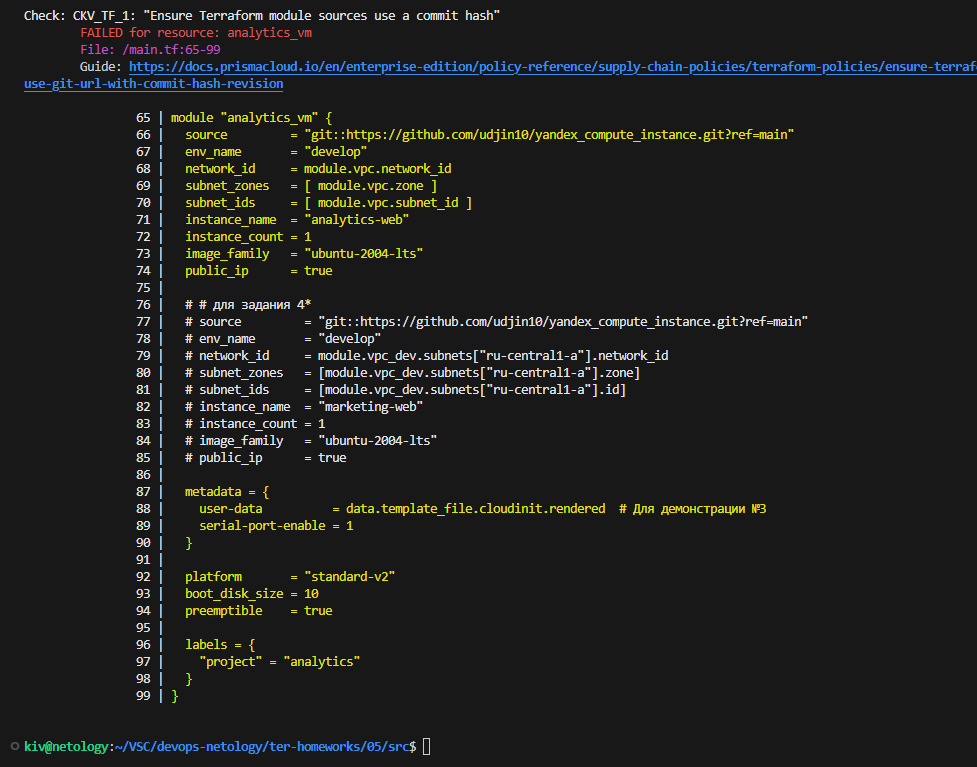 Check: CKV_TF_1: "Ensure Terraform module sources use a commit hash"
FAILED for resource: analytics_vm
File: /main.tf:65-99
Guide: https://docs.prismacloud.io/en/enterprise-edition/policy-reference/supply-chain-policies/terraform-policies/ensure-terraf
use-git-url-with-commit-hash-revision
65 | module "analytics_vm" {
66 |   source         = "git::https://github.com/udjin10/yandex_compute_instance.git?ref=main"
67 |   env_name       = "develop"
68 |   network_id     = module.vpc.network_id
69 |   subnet_zones   = [ module.vpc.zone ]
70 |   subnet_ids     = [ module.vpc.subnet_id ]
71 |   instance_name  = "analytics-web"
72 |   instance_count = 1
73 |   image_family   = "ubuntu-2004-lts"
74 |   public_ip      = true
75 |
76 |   # # для задания 4*
77 |   # source         = "git::https://github.com/udjin10/yandex_compute_instance.git?ref=main"
78 |   # env_name       = "develop"
79 |   # network_id     = module.vpc_dev.subnets["ru-central1-a"].network_id
80 |   # subnet_zones   = [module.vpc_dev.subnets["ru-central1-a"].zone]
81 |   # subnet_ids     = [module.vpc_dev.subnets["ru-central1-a"].id]
82 |   # instance_name  = "marketing-web"
83 |   # instance_count = 1
84 |   # image_family   = "ubuntu-2004-lts"
85 |   # public_ip      = true
86 |
87 |   metadata = {
88 |     user-data          = data.template_file.cloudinit.rendered  # Для демонстрации №3
89 |     serial-port-enable = 1
90 |   }
91 |
92 |   platform       = "standard-v2"
93 |   boot_disk_size = 10
94 |   preemptible    = true
95 |
96 |   labels = {
97 |     "project" = "analytics"
98 |   }
99 | }
kiv@netology:~/VSC/devops-netology/ter-homeworks/05/src$